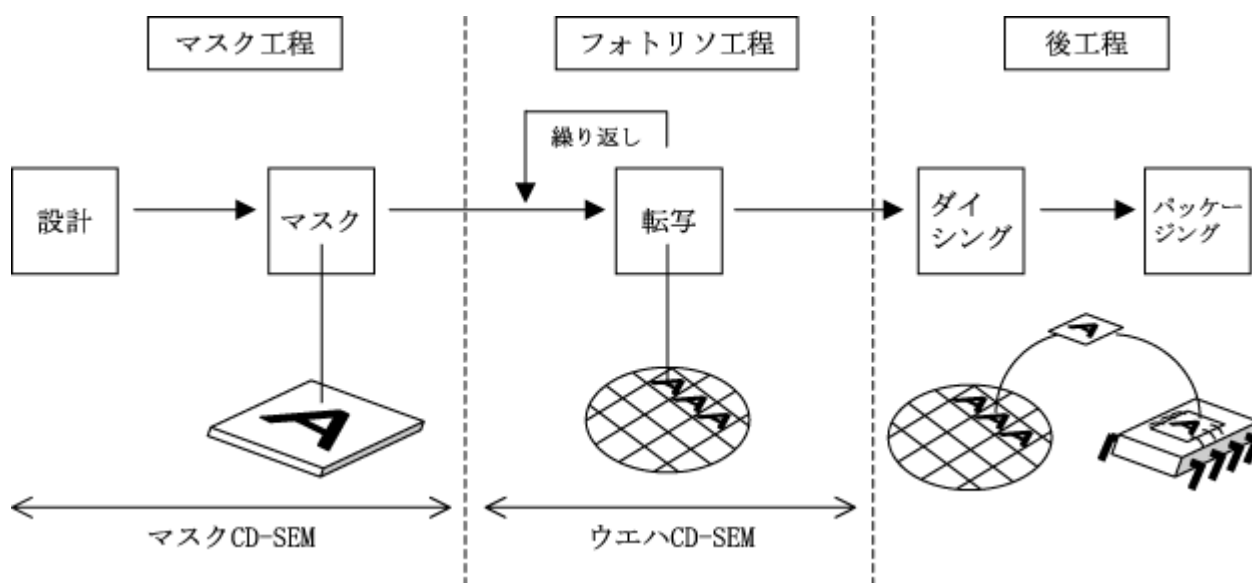 マスク工程
フォトリソ工程
後工程
繰り返し
設計
マスク
転写
ダイ
シング
パッケー
ジング
A
A
A
A
A
A
A
A
A
マスクCD-SEM
ウエハCD-SEM